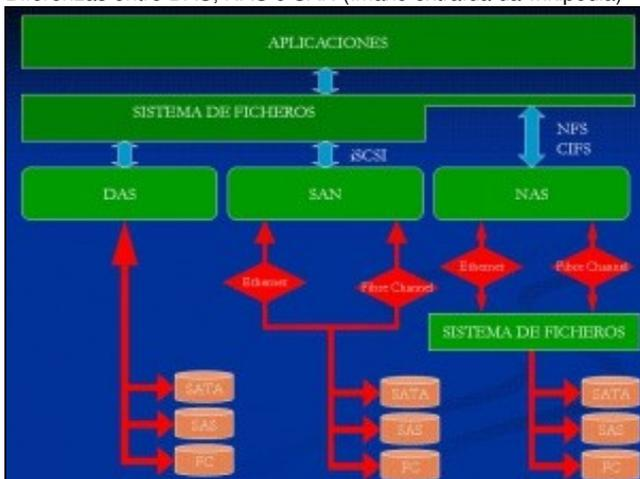 APLICACIONES
SISTEMA DE FICHEROS
NFS
CIFS
iSCSI
DAS
SAN
NAS
Ethernet
Fibre Channel
Ethernet
Fibre Channel
SISTEMA DE FICHEROS
SATA
SATA
SATA
SAS
SAS
SAS
FC
FC
FC